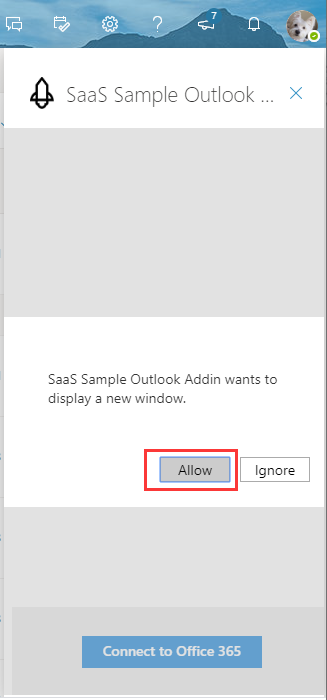 7
SaaS Sample Outlook ...
SaaS Sample Outlook Addin wants to
display a new window.
Allow
Ignore
Connect to Office 365